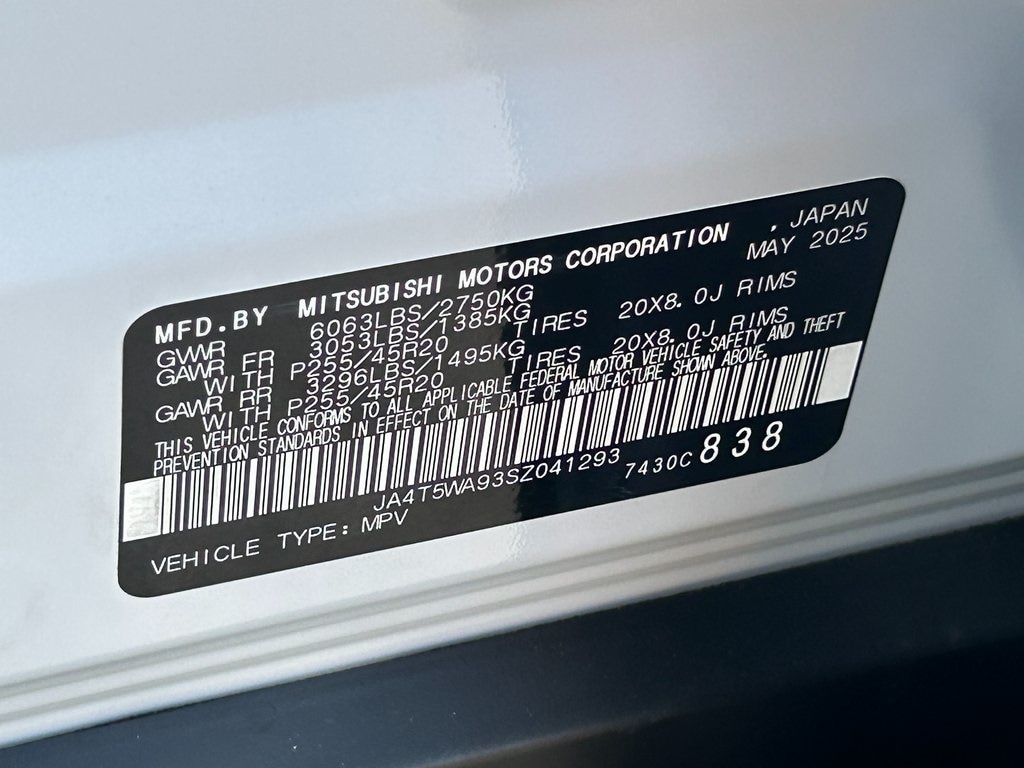 MFD.BY MITSUBISHI MOTORS CORPORATION , JAPAN
MAY 2025
GVWR 6063LBS/2750KG
GAWR FR 3053LBS/1385KG
WITH P255/45R20 TIRES 20X8.0J RIMS
GAWR RR 3296LBS/1495KG
WITH P255/45R20 TIRES 20X8.0J RIMS
THIS VEHICLE CONFORMS TO ALL APPLICABLE FEDERAL MOTOR VEHICLE SAFETY AND THEFT
PREVENTION STANDARDS IN EFFECT ON THE DATE OF MANUFACTURE SHOWN ABOVE.
JA4T5WA93SZ041293 7430C 838
VEHICLE TYPE: MPV